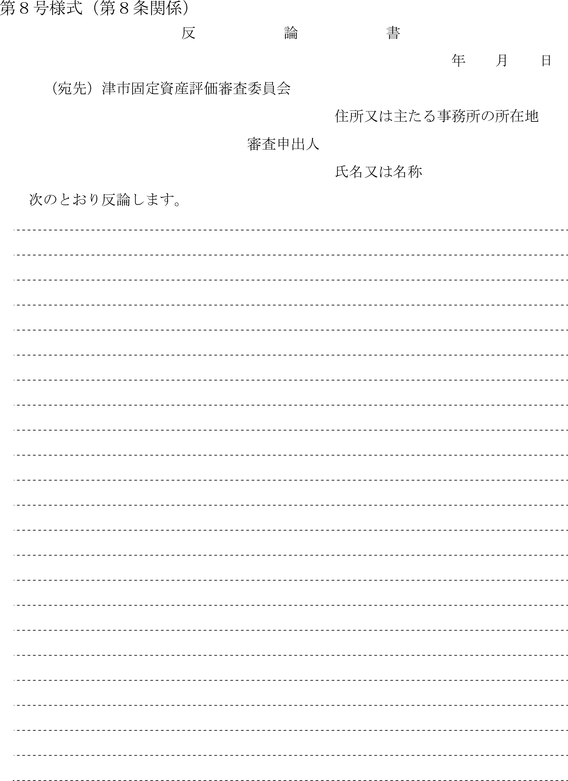 第８号様式（第８条関係）
反　論　書
年　月　日
（宛先）津市固定資産評価審査委員会
住所又は主たる事務所の所在地
審査申出人
氏名又は名称
次のとおり反論します。